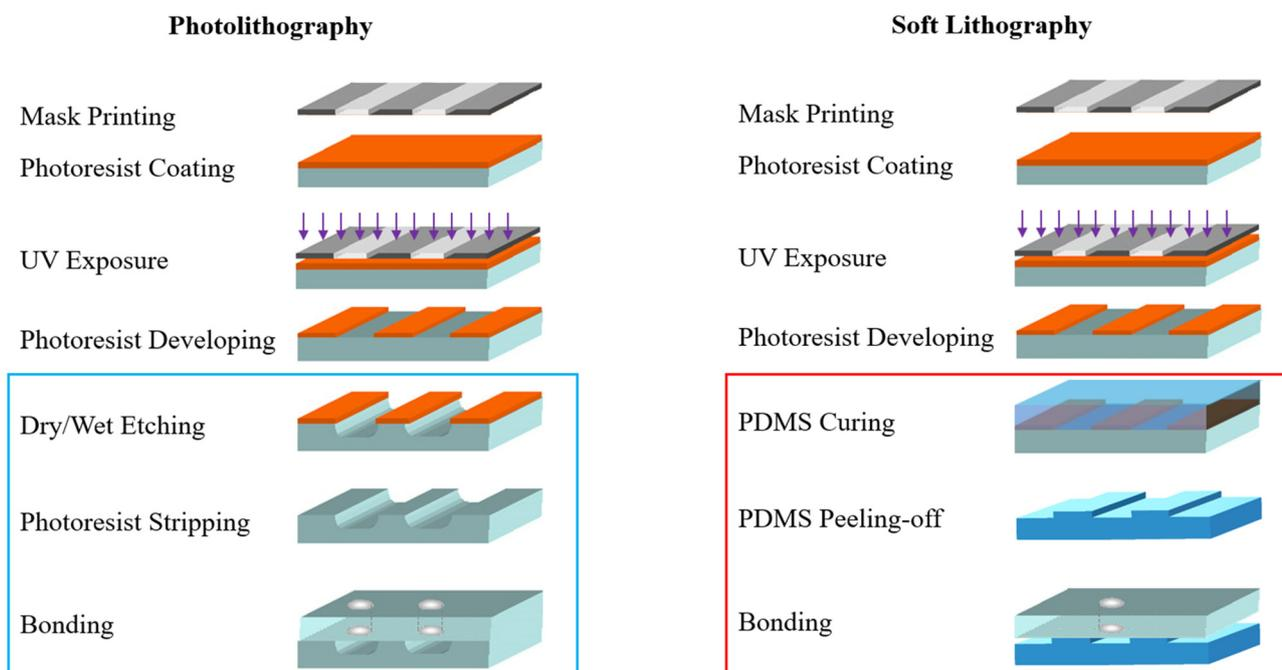 Photolithography
Mask Printing
Photoresist Coating
UV Exposure
Photoresist Developing
Dry/Wet Etching
Photoresist Stripping
Bonding
Soft Lithography
Mask Printing
Photoresist Coating
UV Exposure
Photoresist Developing
PDMS Curing
PDMS Peeling-off
Bonding